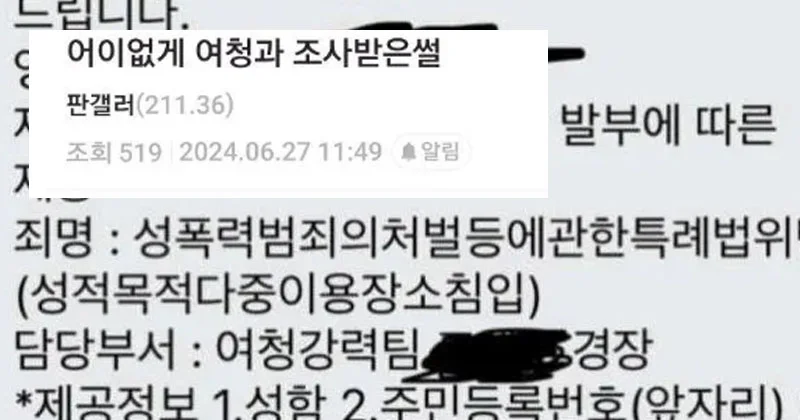 드립니다.
어이없게 여청과 조사받은썰
판갤러(211.36)
조회 519 2024.06.27 11:49 알림
발부에 따른
죄명 : 성폭력범죄의처벌등에관한특례법위반
(성적목적다중이용장소침입)
담당부서 : 여청강력팀 경장
*제공정보 1.성함 2.주민등록번호(앞자리)